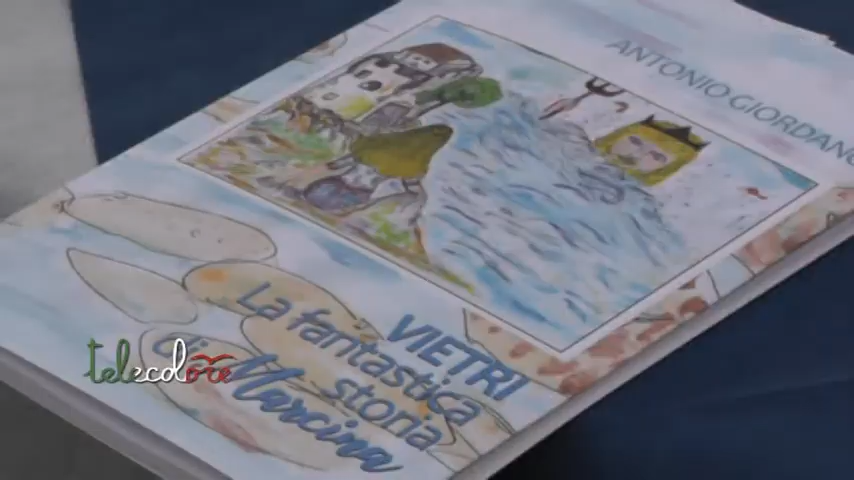 ANTONIO GIORDANO
VIETRI
La fantastica
storia
di Marcina
telecolore